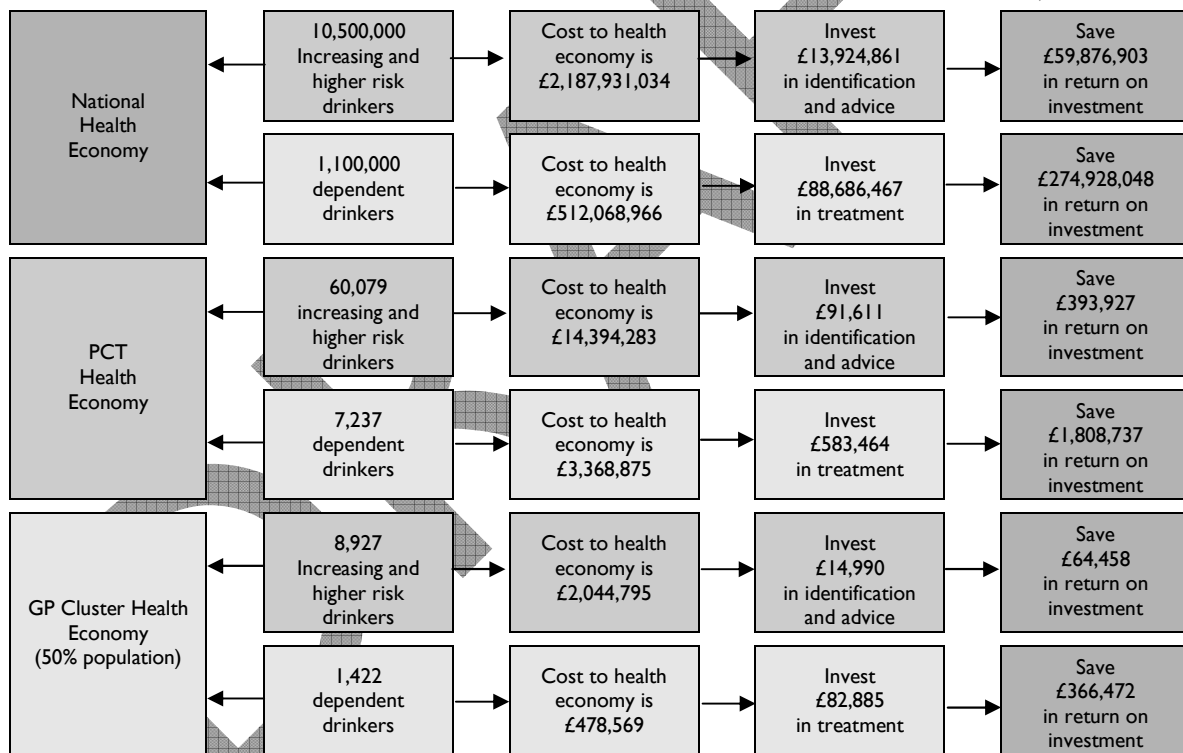 National
Health
Economy
10,500,000
Increasing and
higher risk
drinkers
Cost to health
economy is
£2,187,931,034
Invest
£13,924,861
in identification
and advice
Save
£59,876,903
in return on
investment
1,100,000
dependent
drinkers
Cost to health
economy is
£512,068,966
Invest
£88,686,467
in treatment
Save
£274,928,048
in return on
investment
PCT
Health
Economy
60,079
increasing and
higher risk
drinkers
Cost to health
economy is
£14,394,283
Invest
£91,611
in identification
and advice
Save
£393,927
in return on
investment
7,237
dependent
drinkers
Cost to health
economy is
£3,368,875
Invest
£583,464
in treatment
Save
£1,808,737
in return on
investment
GP Cluster Health
Economy
(50% population)
8,927
Increasing and
higher risk
drinkers
Cost to health
economy is
£2,044,795
Invest
£14,990
in identification
and advice
Save
£64,458
in return on
investment
1,422
dependent
drinkers
Cost to health
economy is
£478,569
Invest
£82,885
in treatment
Save
£366,472
in return on
investment